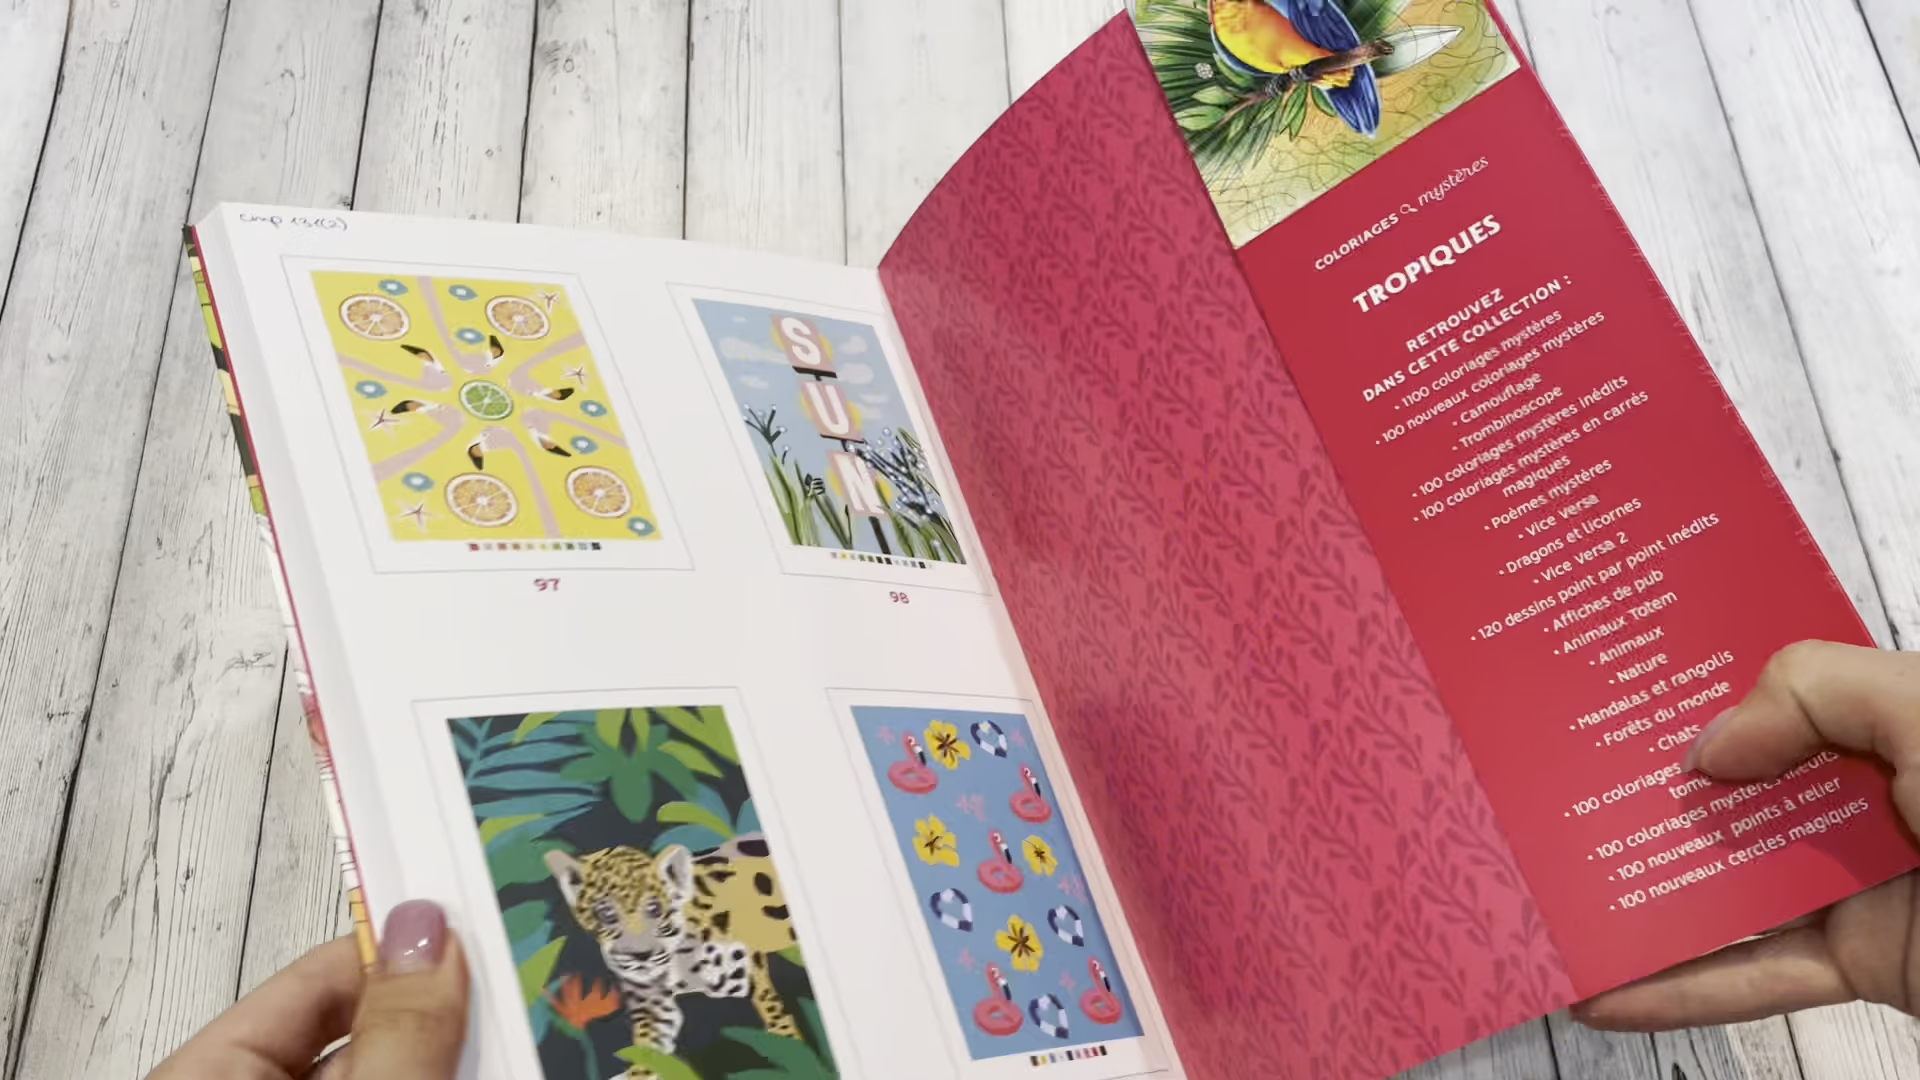 97
S
U
N
98
COLORIAGES mystères
TROPIQUES
RETROUVEZ
DANS CETTE COLLECTION :
• 1100 coloriages mystères
• 100 nouveaux coloriages mystères
• Camouflage
• Trombinoscope
• 100 coloriages mystères inédits
• 100 coloriages mystères en carrés
magiques
• Poèmes mystères
• Vice versa
• Dragons et licornes
• Vice versa 2
• 120 dessins point par point inédits
• Affiches de pub
• Animaux Totem
• Animaux
• Nature
• Mandalas et rangolis
• Forêts du monde
• Chats
• 100 coloriages
tome
• 100 coloriages mystères inédits
• 100 nouveaux points à relier
• 100 nouveaux cercles magiques